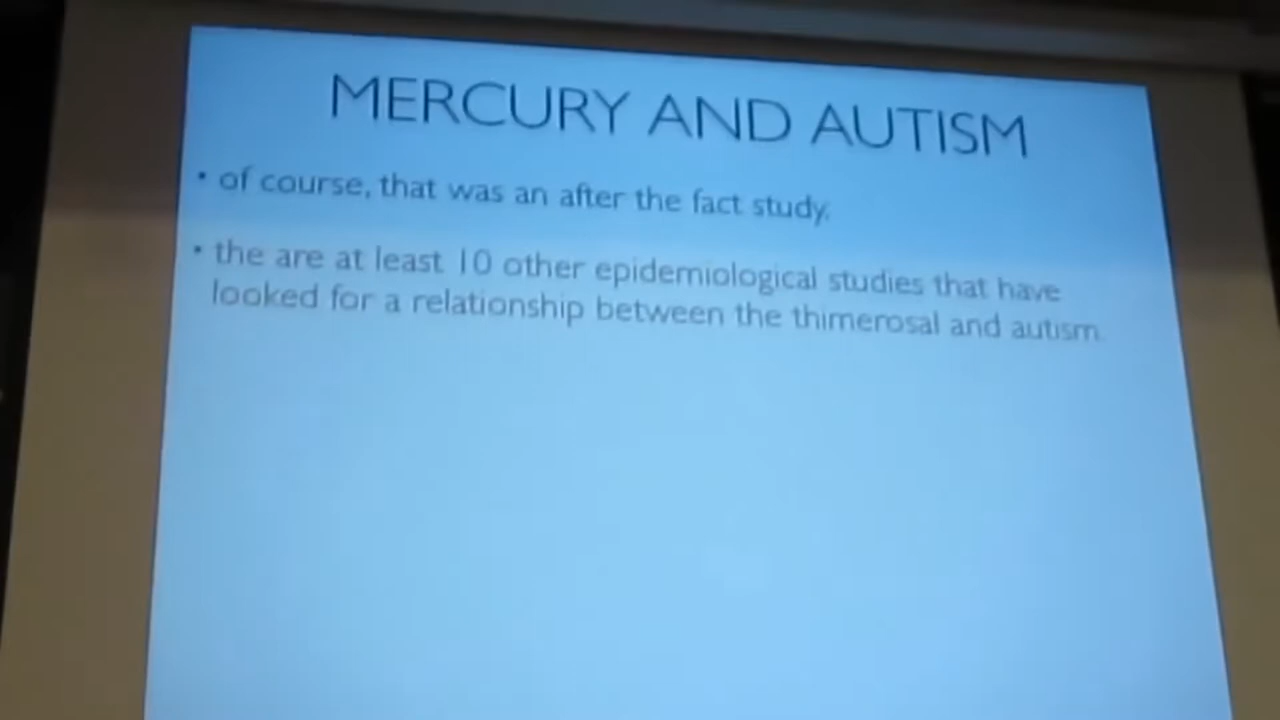 MERCURY AND AUTISM
• of course, that was an after the fact study.
• the are at least 10 other epidemiological studies that have
looked for a relationship between the thimerosal and autism.